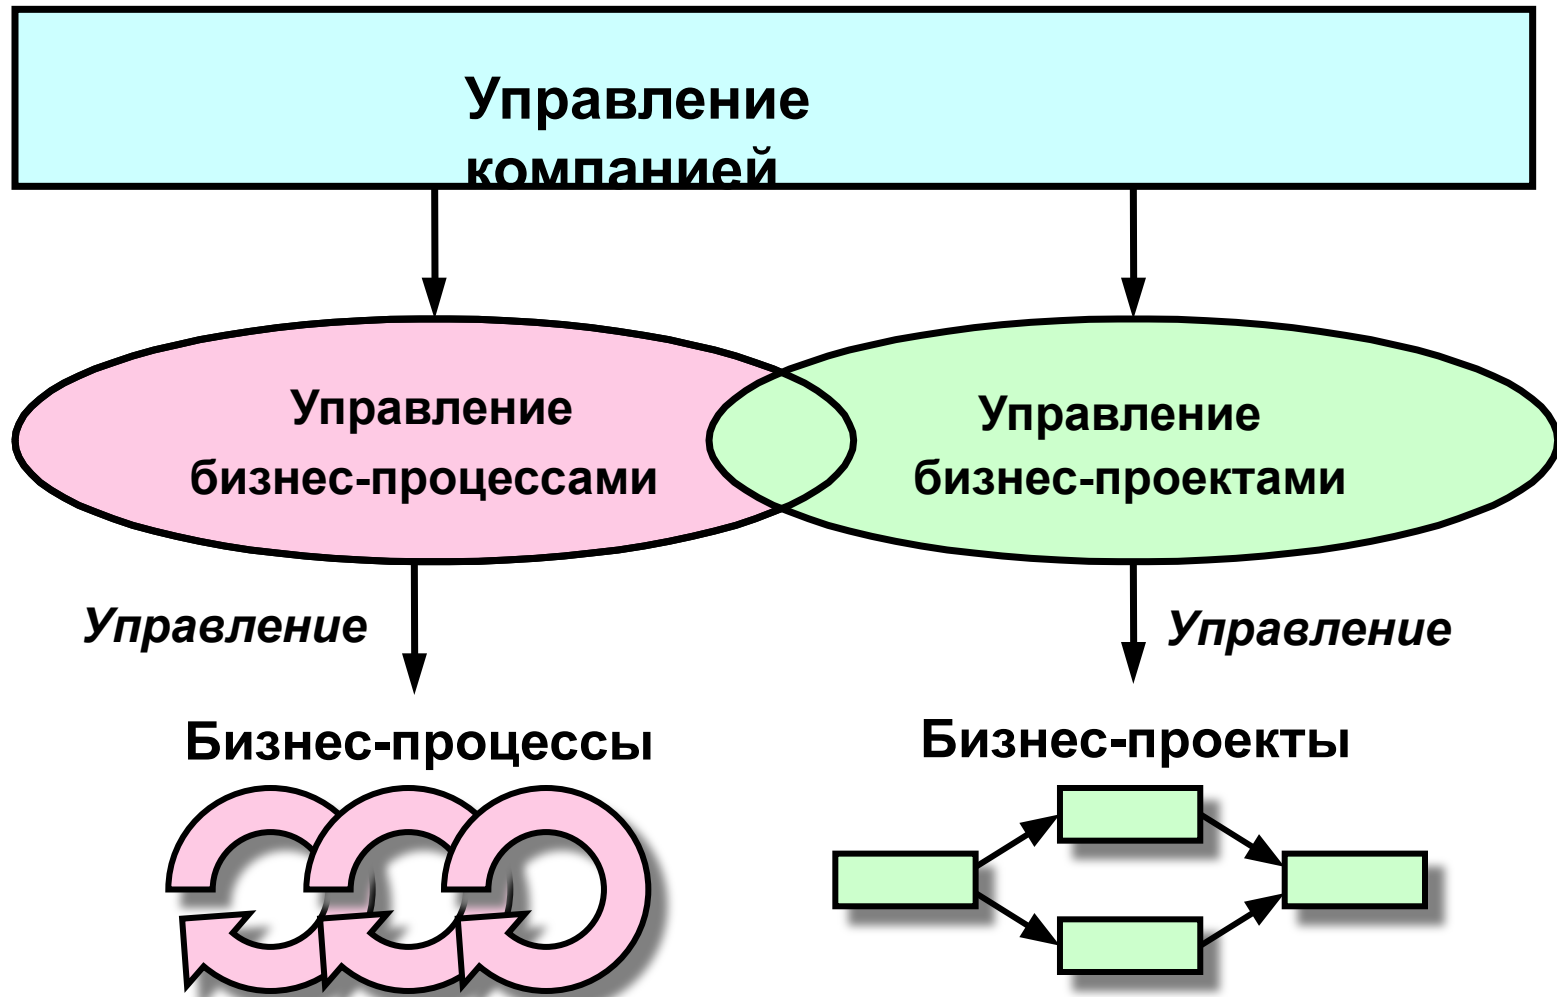 Управление
компанией
Управление
бизнес-процессами
Управление
бизнес-проектами
Управление
Управление
Бизнес-процессы
Бизнес-проекты